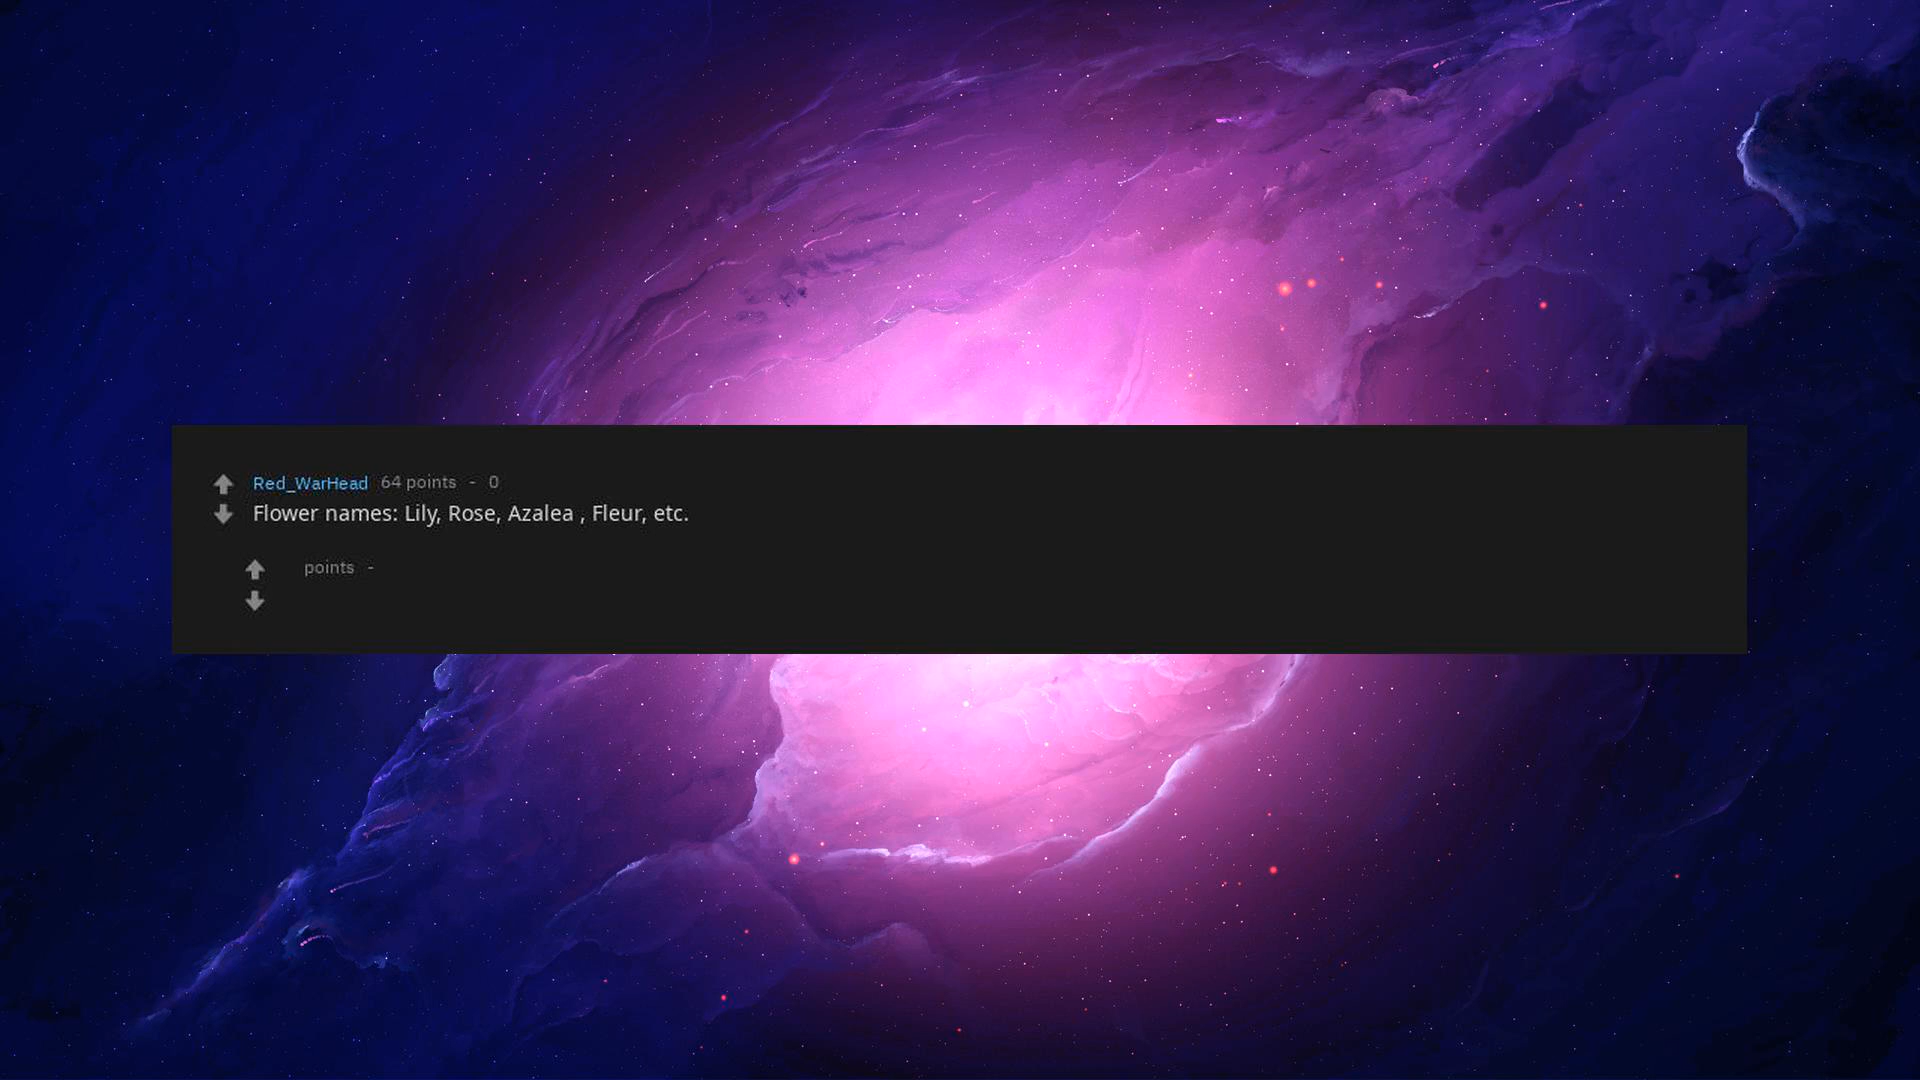 Red_WarHead 64 points - 0
Flower names: Lily, Rose, Azalea , Fleur, etc.
points -